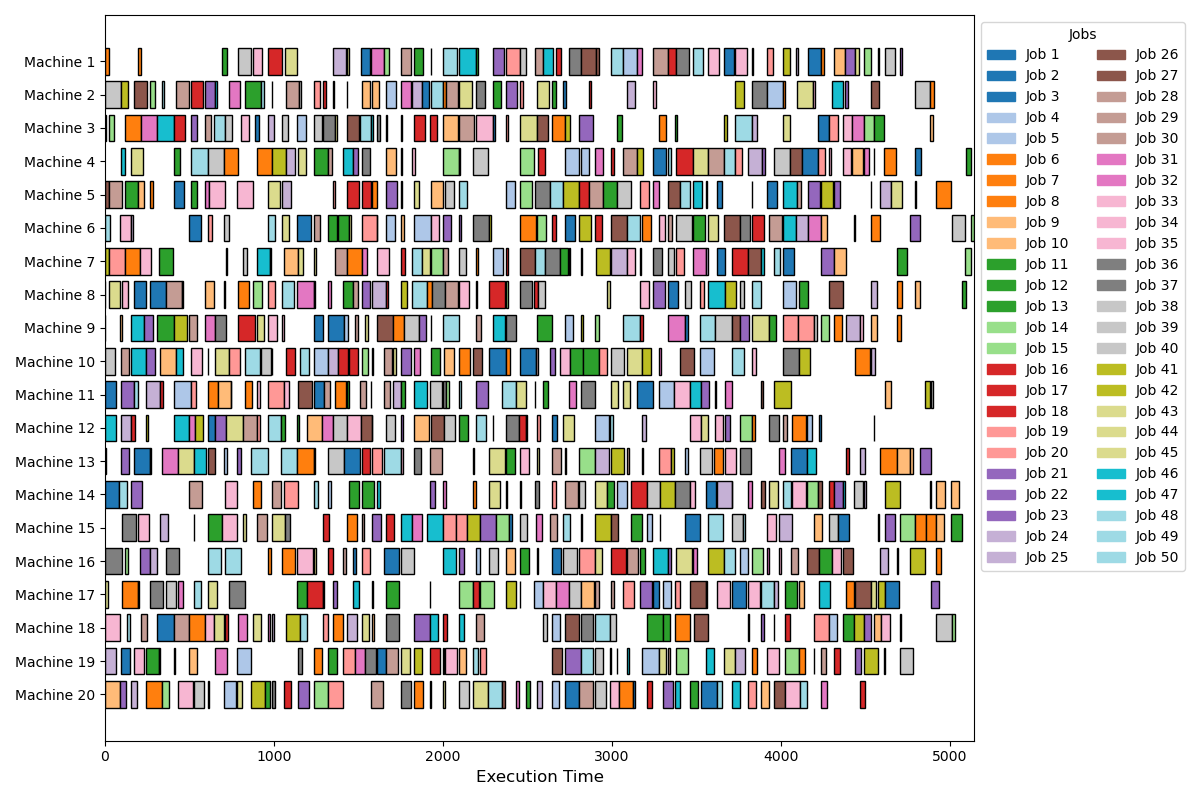 Machine 1
Machine 2
Machine 3
Machine 4
Machine 5
Machine 6
Machine 7
Machine 8
Machine 9
Machine 10
Machine 11
Machine 12
Machine 13
Machine 14
Machine 15
Machine 16
Machine 17
Machine 18
Machine 19
Machine 20
0 1000 2000 3000 4000 5000
Execution Time
Jobs
Job 1 Job 26
Job 2 Job 27
Job 3 Job 28
Job 4 Job 29
Job 5 Job 30
Job 6 Job 31
Job 7 Job 32
Job 8 Job 33
Job 9 Job 34
Job 10 Job 35
Job 11 Job 36
Job 12 Job 37
Job 13 Job 38
Job 14 Job 39
Job 15 Job 40
Job 16 Job 41
Job 17 Job 42
Job 18 Job 43
Job 19 Job 44
Job 20 Job 45
Job 21 Job 46
Job 22 Job 47
Job 23 Job 48
Job 24 Job 49
Job 25 Job 50